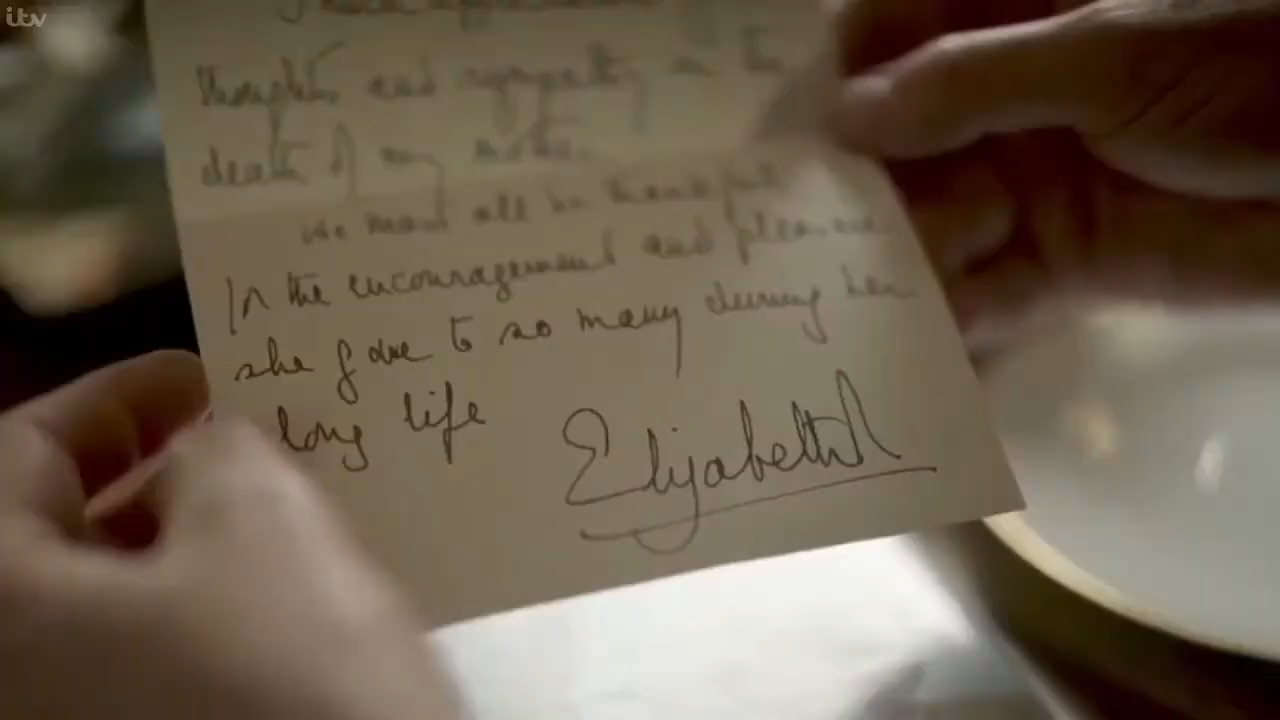 itv
thoughts and sympathy on the
death of my mother.
We must all be thankful
for the encouragement and pleasure
she gave to so many during her
long life
Elizabeth R